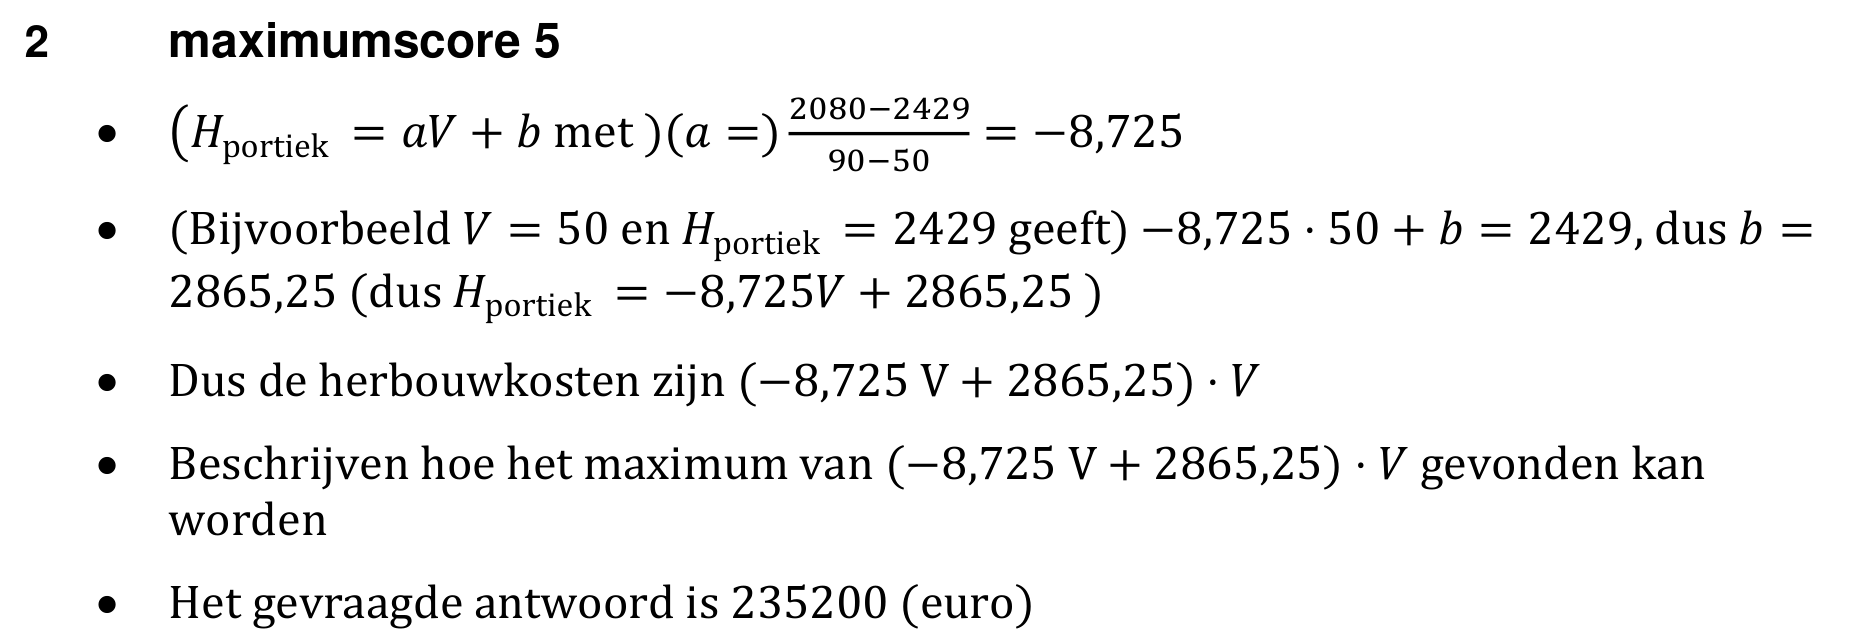 2 maximumscore 5
• (H_portiek = aV + b met )(a =) \frac{2080−2429}{90−50} = −8,725
• (Bijvoorbeeld V = 50 en H_portiek = 2429 geeft) −8,725 · 50 + b = 2429, dus b =
2865,25 (dus H_portiek = −8,725V + 2865,25 )
• Dus de herbouwkosten zijn (−8,725 V + 2865,25) · V
• Beschrijven hoe het maximum van (−8,725 V + 2865,25) · V gevonden kan
worden
• Het gevraagde antwoord is 235200 (euro)